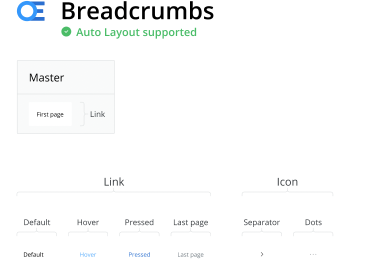 Breadcrumbs
Auto Layout supported
Master
First page
Link
Link
Icon
Default Hover Pressed Last page Separator Dots
Default Hover Pressed Last page › ...